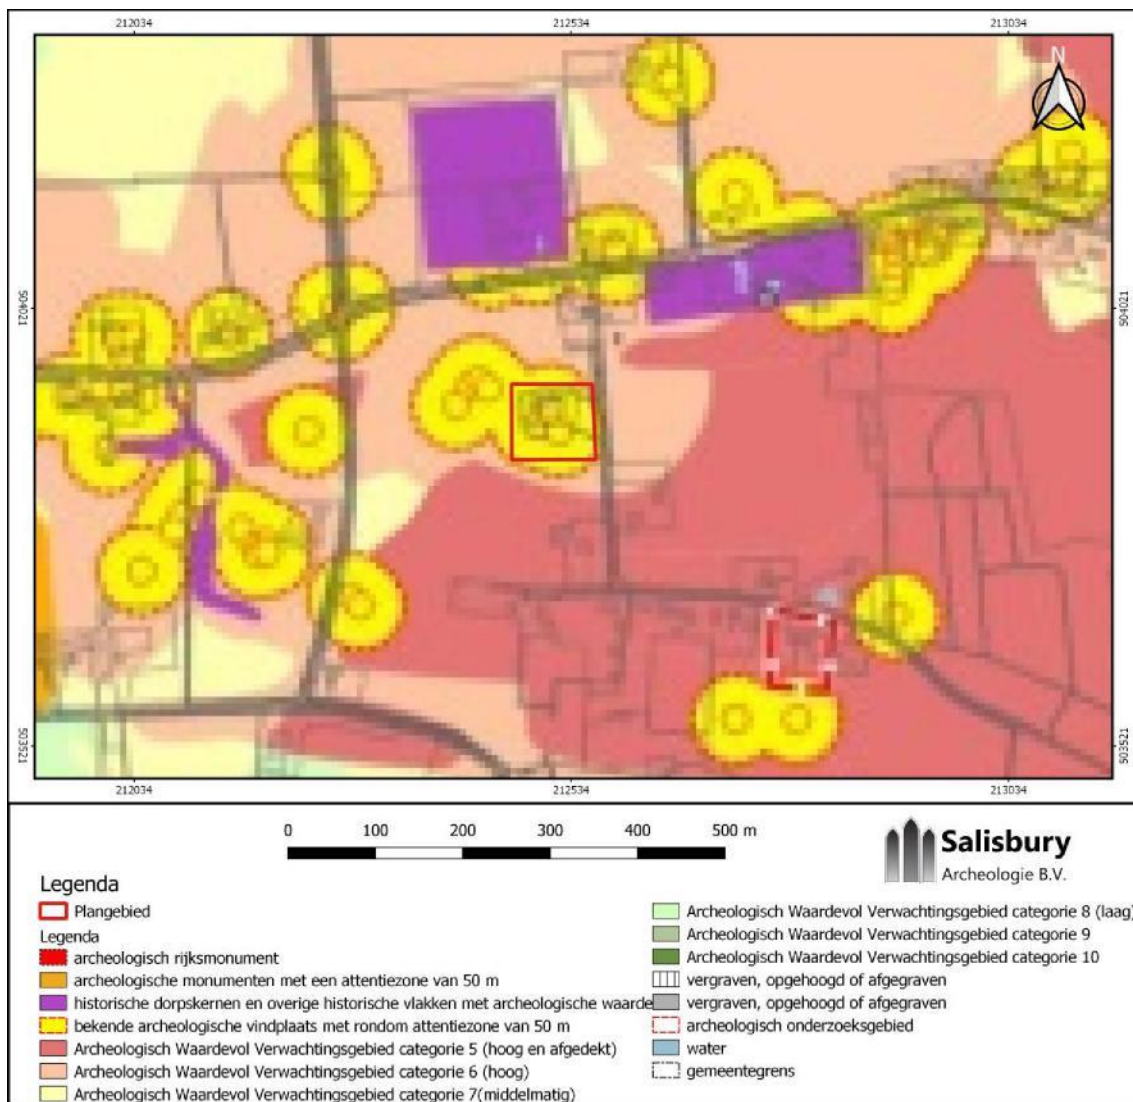 212034 212534 213034
N
504021 504021
503521 503521
212034 212534 213034
0 100 200 300 400 500 m
Salisbury
Archeologie B.V.
Legenda
Plangebied
Legenda
archeologisch rijksmonument
archeologische monumenten met een attentiezone van 50 m
historische dorpskernen en overige historische vlakken met archeologische waarde
bekende archeologische vindplaats met rondom attentiezone van 50 m
Archeologisch Waardevol Verwachtingsgebied categorie 5 (hoog en afgedekt)
Archeologisch Waardevol Verwachtingsgebied categorie 6 (hoog)
Archeologisch Waardevol Verwachtingsgebied categorie 7(middelmatig)
Archeologisch Waardevol Verwachtingsgebied categorie 8 (laag)
Archeologisch Waardevol Verwachtingsgebied categorie 9
Archeologisch Waardevol Verwachtingsgebied categorie 10
vergraven, opgehoogd of afgegraven
vergraven, opgehoogd of afgegraven
archeologisch onderzoeksgebied
water
gemeentegrens